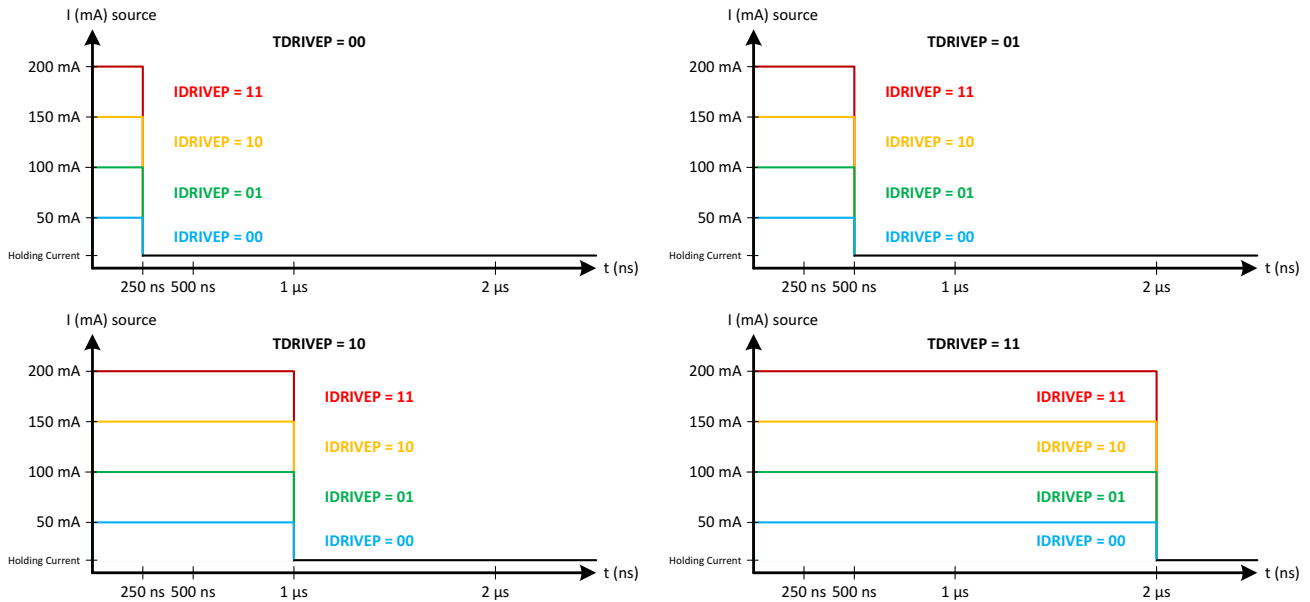 I (mA) source
TDRIVEP = 00
200 mA
IDRIVEP = 11
150 mA
IDRIVEP = 10
100 mA
IDRIVEP = 01
50 mA
IDRIVEP = 00
Holding Current
t (ns)
250 ns 500 ns 1 µs 2 µs
I (mA) source
TDRIVEP = 01
200 mA
IDRIVEP = 11
150 mA
IDRIVEP = 10
100 mA
IDRIVEP = 01
50 mA
IDRIVEP = 00
Holding Current
t (ns)
250 ns 500 ns 1 µs 2 µs
I (mA) source
TDRIVEP = 10
200 mA
IDRIVEP = 11
150 mA
IDRIVEP = 10
100 mA
IDRIVEP = 01
50 mA
IDRIVEP = 00
Holding Current
t (ns)
250 ns 500 ns 1 µs 2 µs
I (mA) source
TDRIVEP = 11
200 mA
IDRIVEP = 11
150 mA
IDRIVEP = 10
100 mA
IDRIVEP = 01
50 mA
IDRIVEP = 00
Holding Current
t (ns)
250 ns 500 ns 1 µs 2 µs